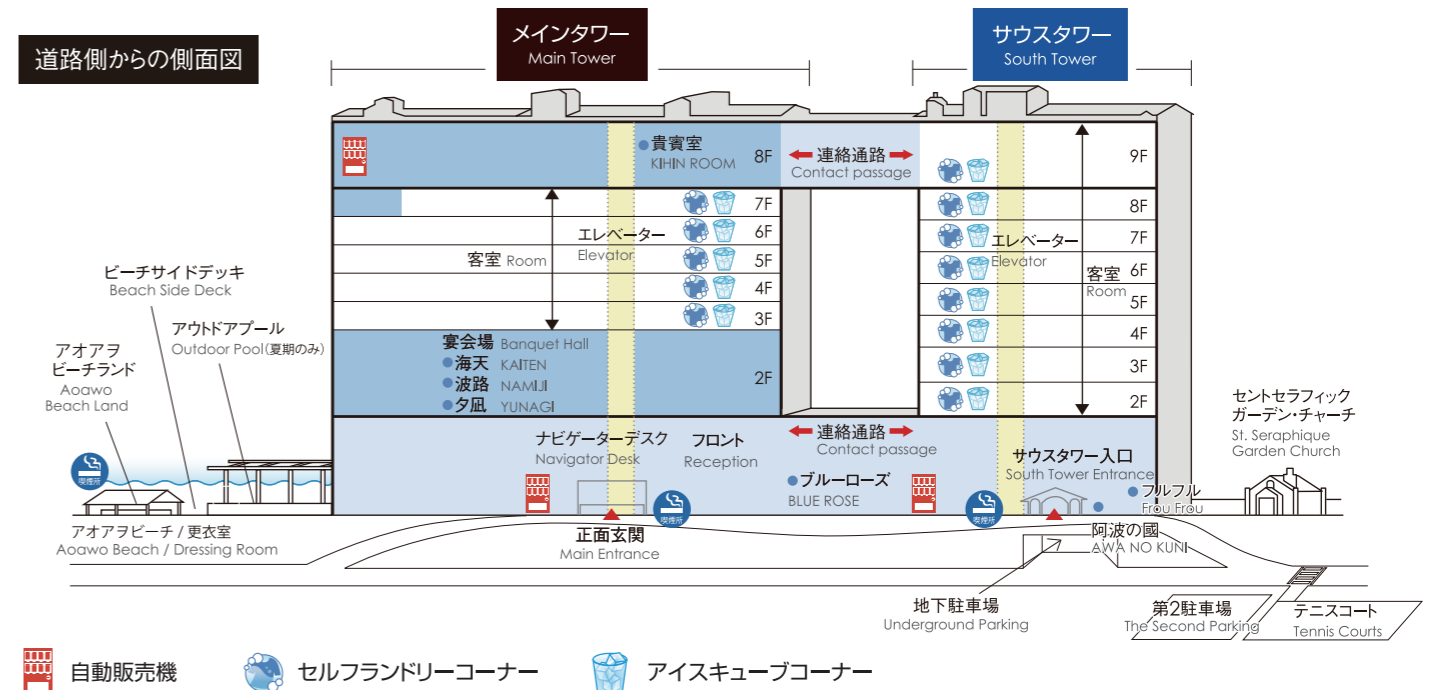 道路側からの側面図
メインタワー
Main Tower
サウスタワー
South Tower
貴賓室
KIHIN ROOM
8F
連絡通路
Contact passage
9F
7F
6F
5F
4F
3F
エレベーター
Elevator
客室 Room
8F
7F
6F
5F
4F
3F
2F
エレベーター
Elevator
客室
Room
宴会場 Banquet Hall
海天 KAITEN
波路 NAMIJI
夕凪 YUNAGI
2F
ビーチサイドデッキ
Beach Side Deck
アウトドアプール
Outdoor Pool(夏期のみ)
アオアヲ
ビーチランド
Aoawo
Beach Land
喫煙所
アオアヲビーチ / 更衣室
Aoawo Beach / Dressing Room
ナビゲーターデスク
Navigator Desk
フロント
Reception
連絡通路
Contact passage
ブルーローズ
BLUE ROSE
喫煙所
サウスタワー入口
South Tower Entrance
喫煙所
フルフル
Frou Frou
阿波の國
AWA NO KUNI
セントセラフィック
ガーデン・チャーチ
St. Seraphique
Garden Church
正面玄関
Main Entrance
地下駐車場
Underground Parking
第2駐車場
The Second Parking
テニスコート
Tennis Courts
自動販売機
セルフランドリーコーナー
アイスキューブコーナー